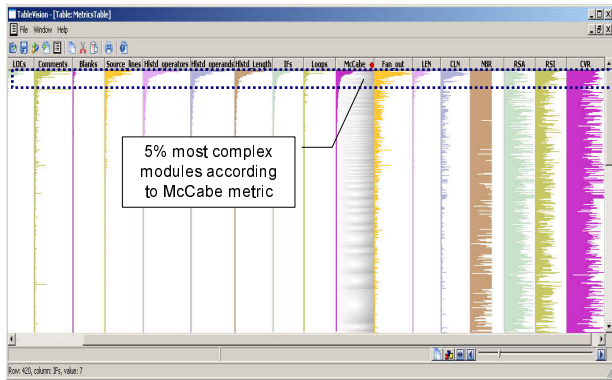 TableVision - [Table: MetricsTable]
File Window Help
LOCs Comments Blanks Source lines Hlstd operators Hlstd operands Hlstd Length IFs Loops McCabe Fan out LEN CLN NBR RSA RSI CVR
5% most complex
modules according
to McCabe metric
Row: 420, column: IFs, value: 7